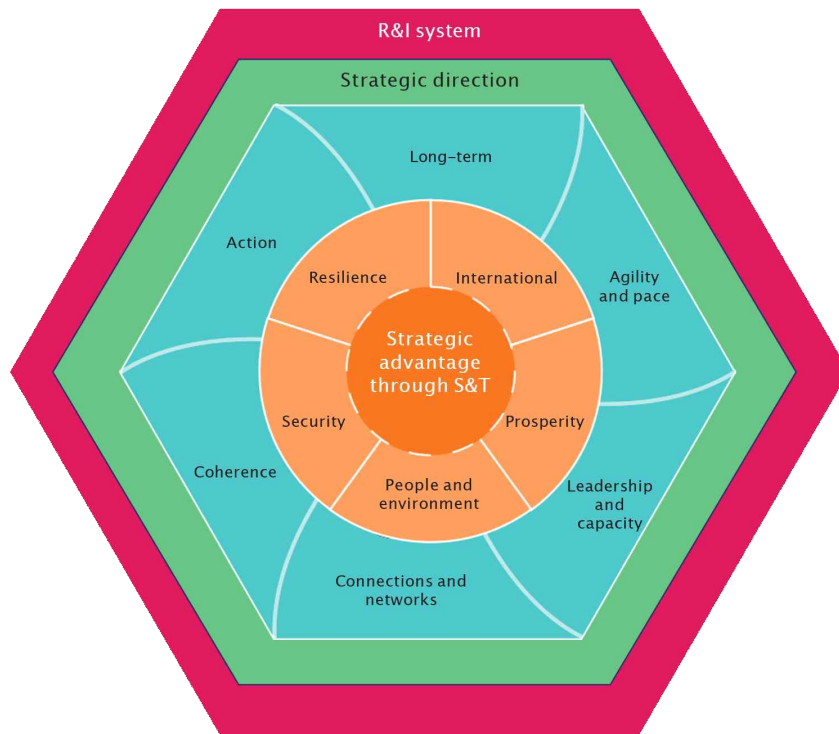 R&I system
Strategic direction
Long-term
Action
Agility
and pace
Resilience
International
Strategic
advantage
through S&T
Security
Prosperity
Coherence
People and
environment
Leadership
and
capacity
Connections and
networks